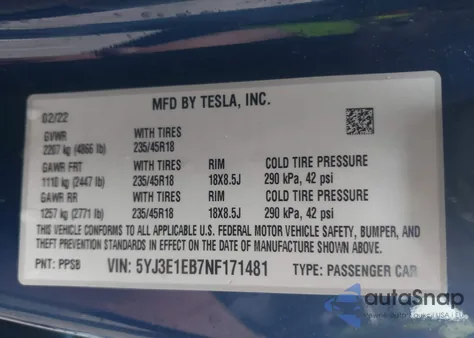 MFD BY TESLA, INC.
02/22
GVWR WITH TIRES
2207 kg (4866 lb) 235/45R18
GAWR FRT WITH TIRES RIM COLD TIRE PRESSURE
1110 kg (2447 lb) 235/45R18 18X8.5J 290 kPa, 42 psi
GAWR RR WITH TIRES RIM COLD TIRE PRESSURE
1257 kg (2771 lb) 235/45R18 18X8.5J 290 kPa, 42 psi
THIS VEHICLE CONFORMS TO ALL APPLICABLE U.S. FEDERAL MOTOR VEHICLE SAFETY, BUMPER, AND
THEFT PREVENTION STANDARDS IN EFFECT ON THE DATE OF MANUFACTURE SHOWN ABOVE.
PNT: PPSB VIN: 5YJ3E1EB7NF171481 TYPE: PASSENGER CAR
autoSnap